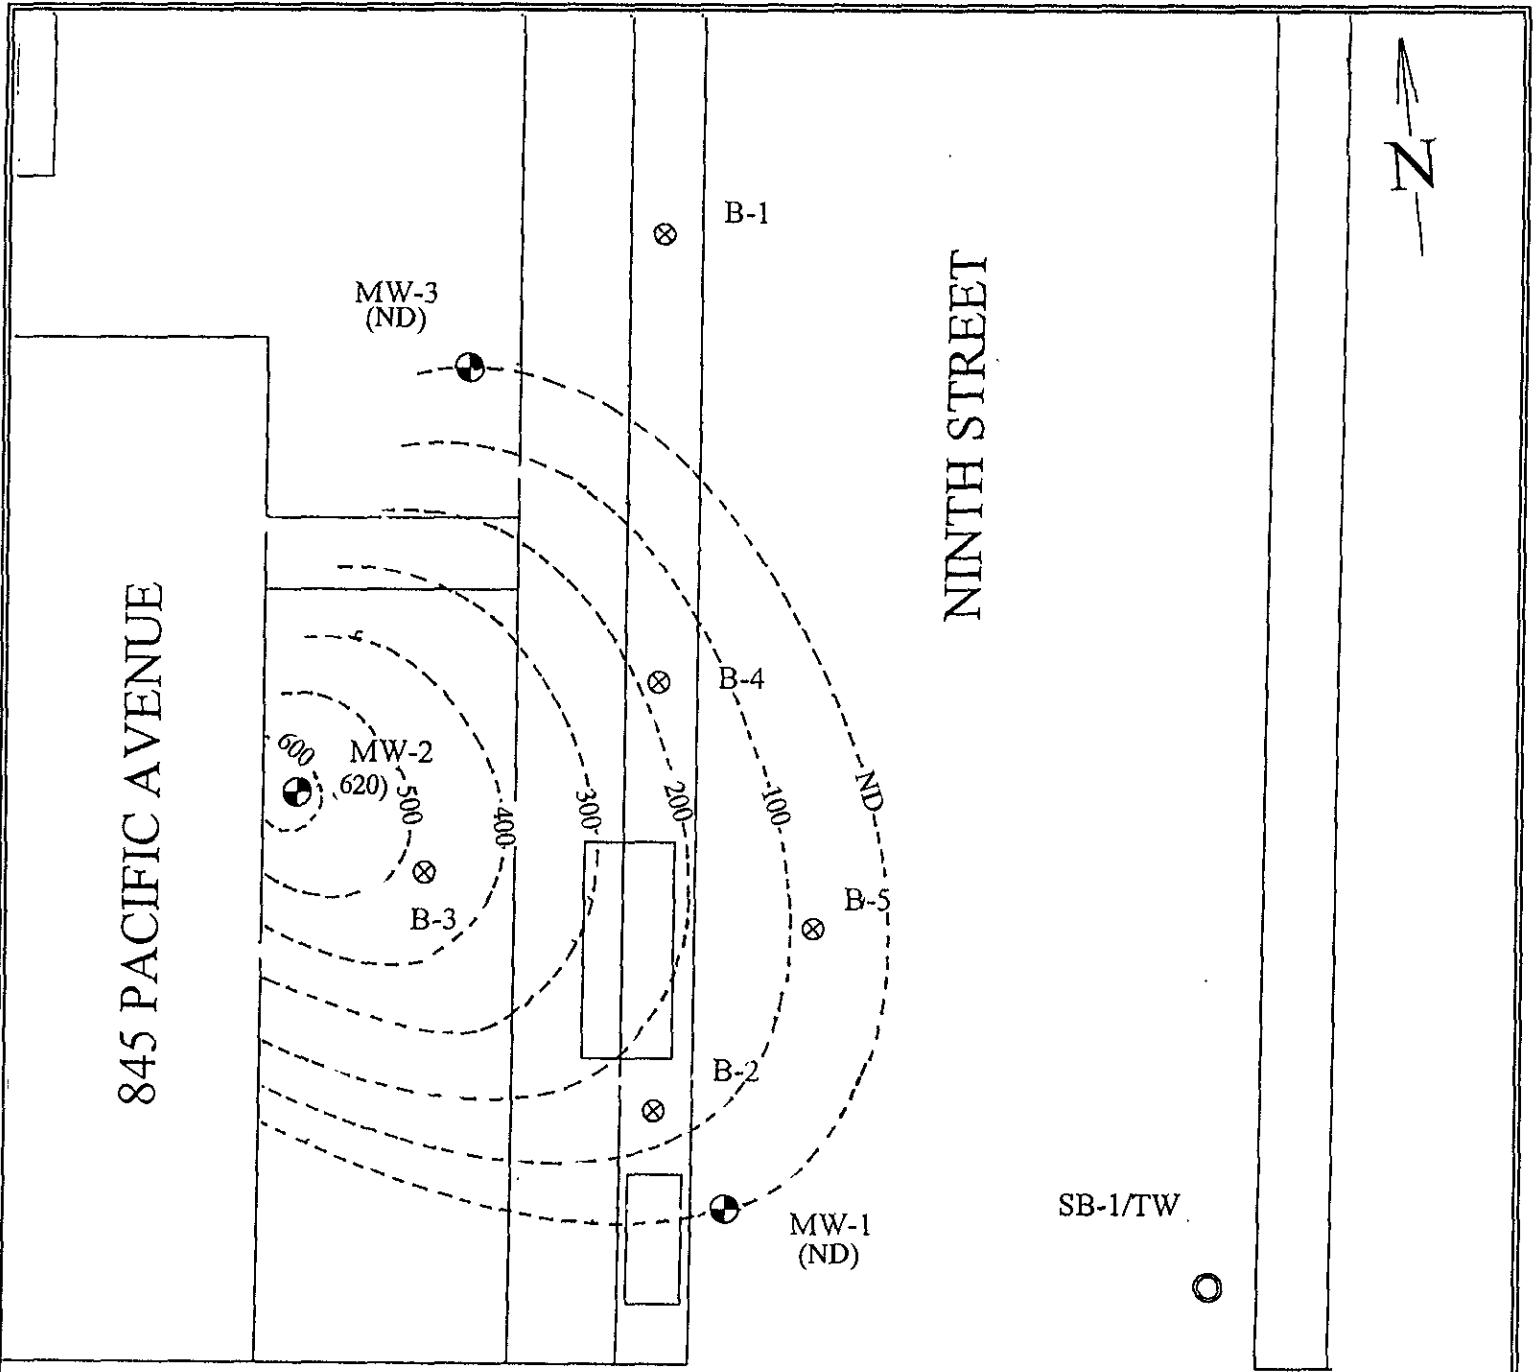 B-1
N
MW-3
(ND)
NINTH STREET
845 PACIFIC AVENUE
B-4
600
MW-2
620)
500
400
300
200
100
ND
B-3
B-5
B-2
MW-1
(ND)
SB-1/TW